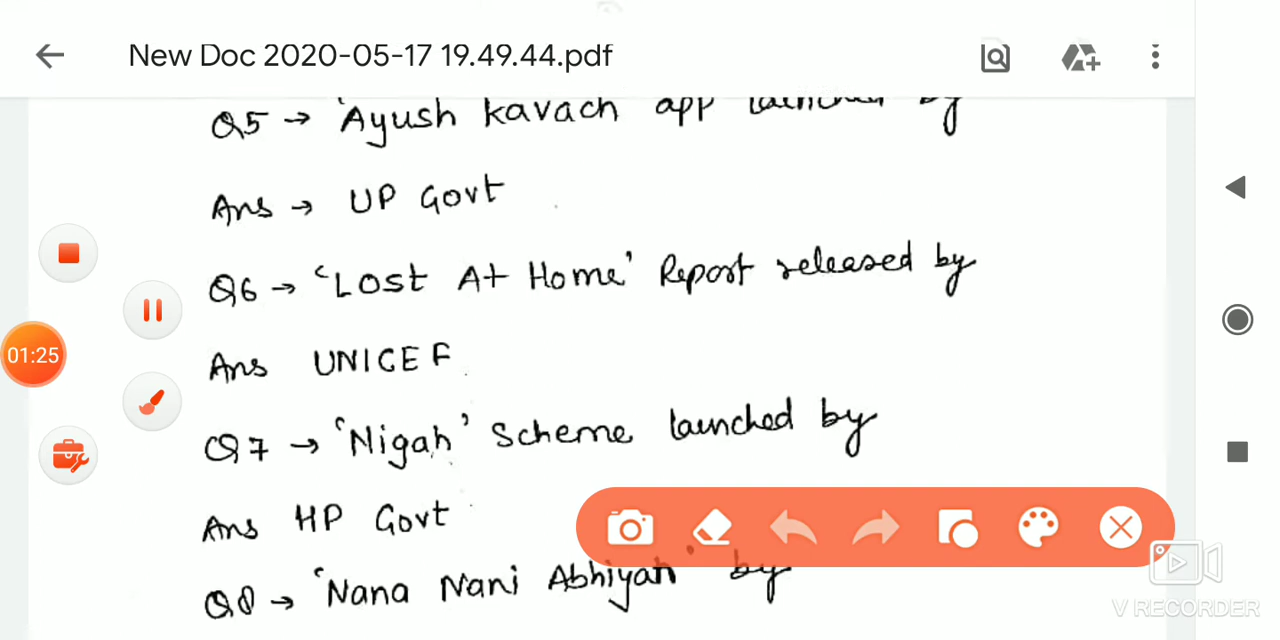 New Doc 2020-05-17 19.49.44.pdf
Q5 → 'Ayush kavach app launched by
Ans → UP Govt
Q6 → 'Lost At Home' Report released by
Ans UNICEF
01:25
Q7 → 'Nigah' Scheme launched by
Ans HP Govt
Q8 → 'Nana Nani Abhiyan' by
V RECORDER